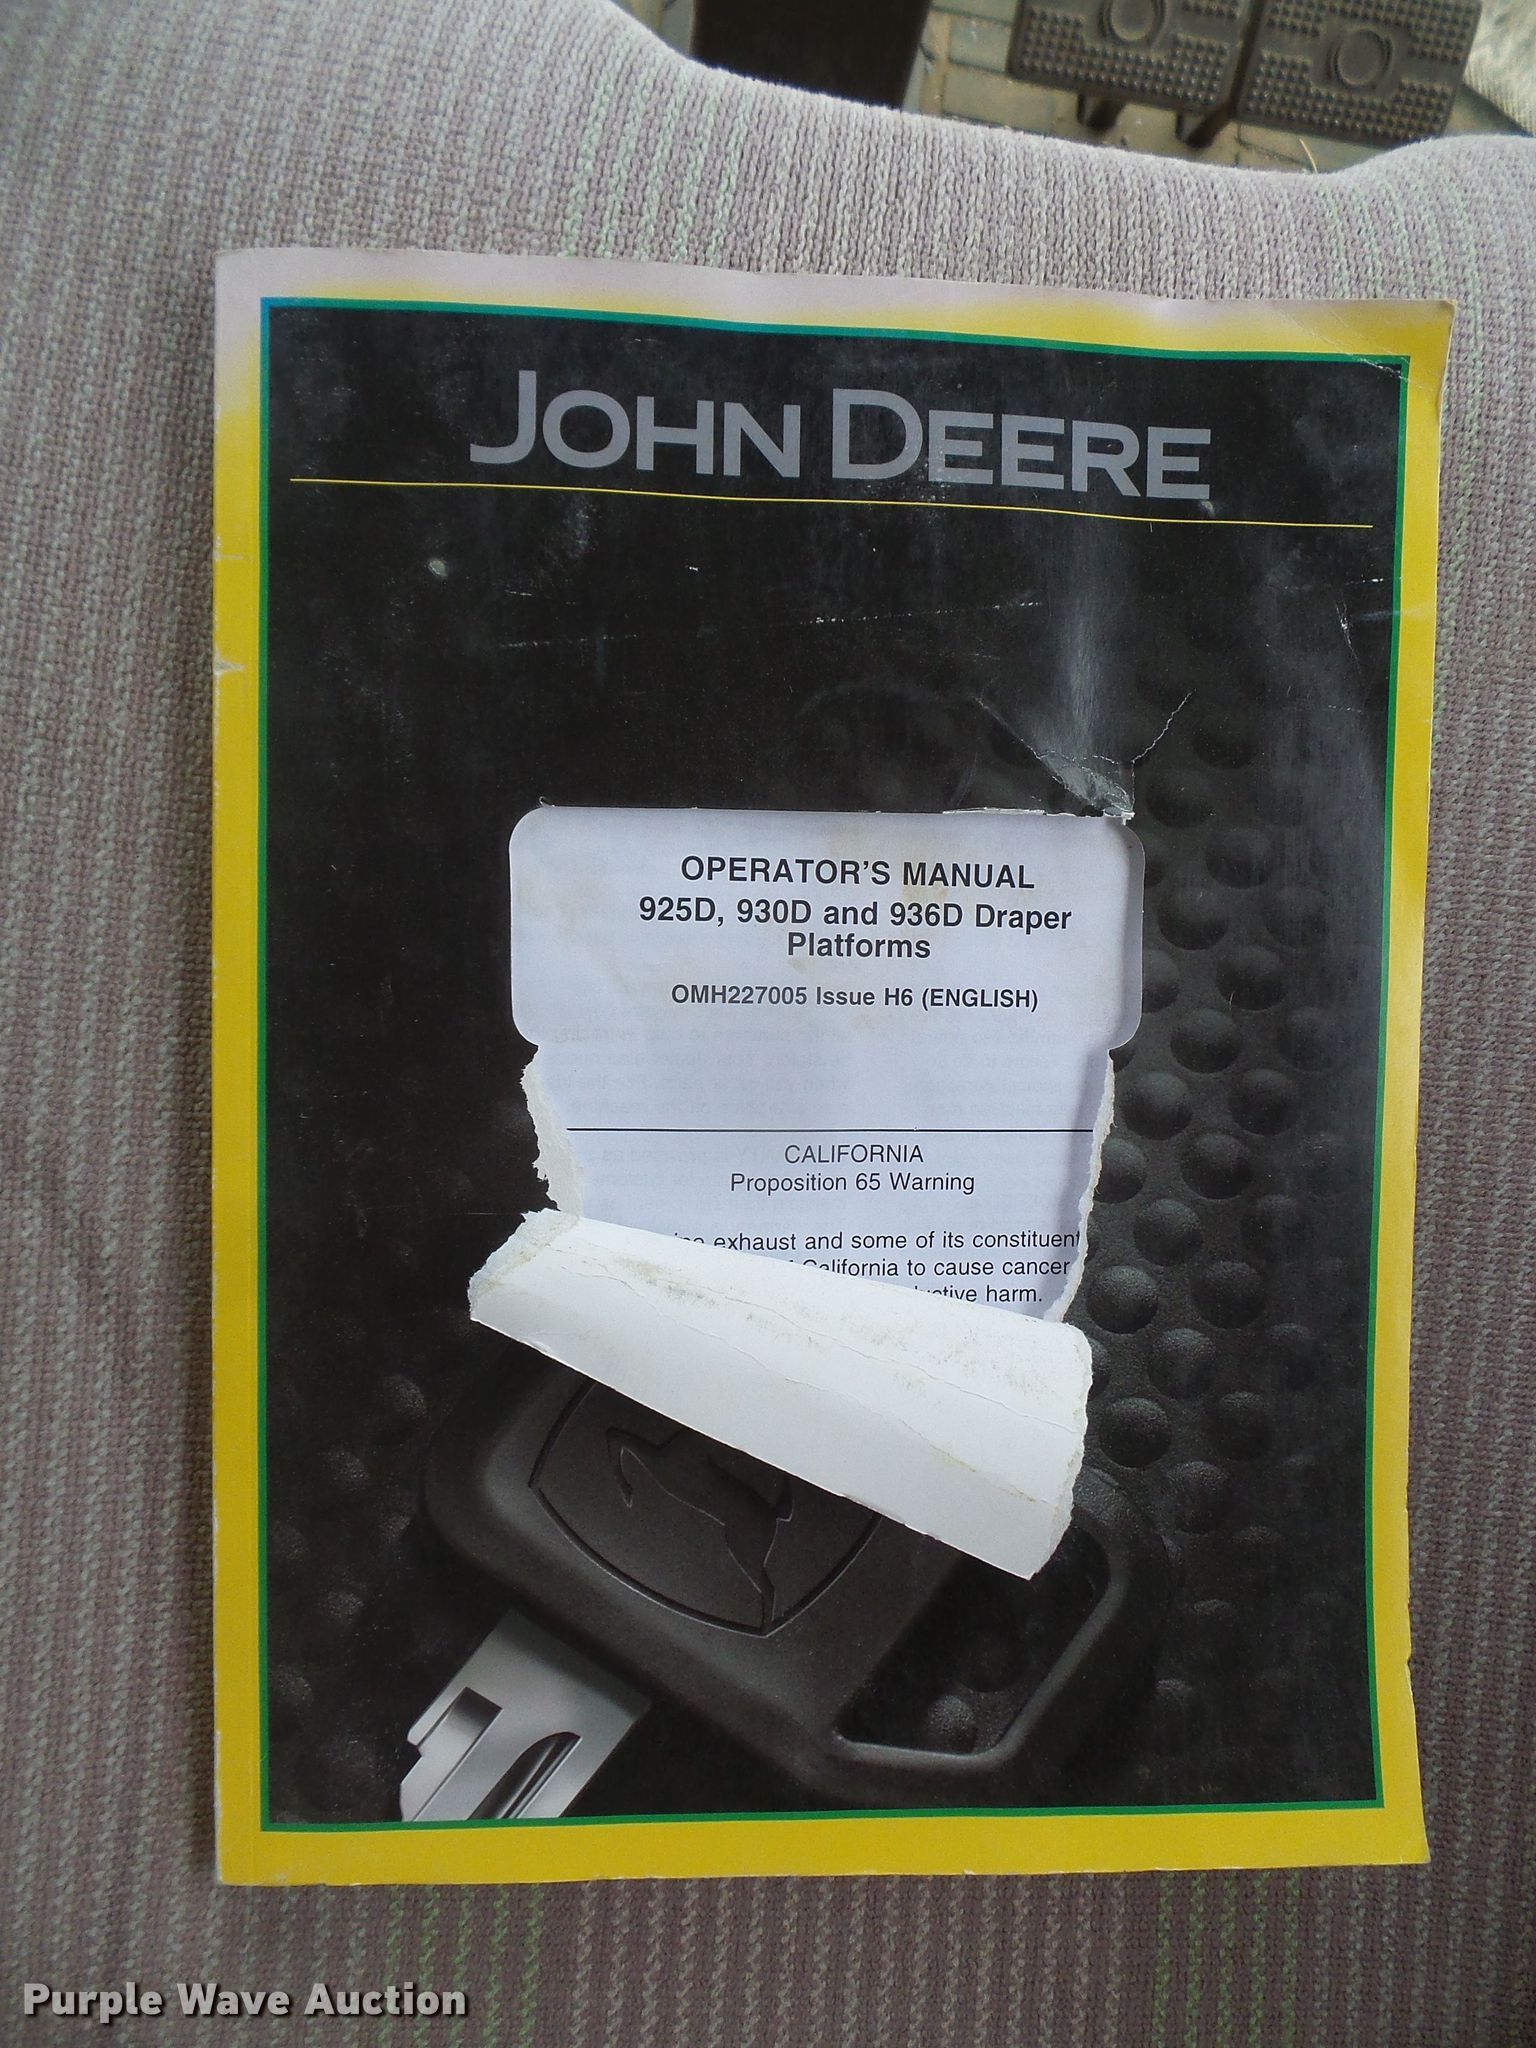 JOHN DEERE
OPERATOR'S MANUAL
925D, 930D and 936D Draper
Platforms
OMH227005 Issue H6 (ENGLISH)
CALIFORNIA
Proposition 65 Warning
exhaust and some of its constituent
California to cause cancer
harm.
Purple Wave Auction